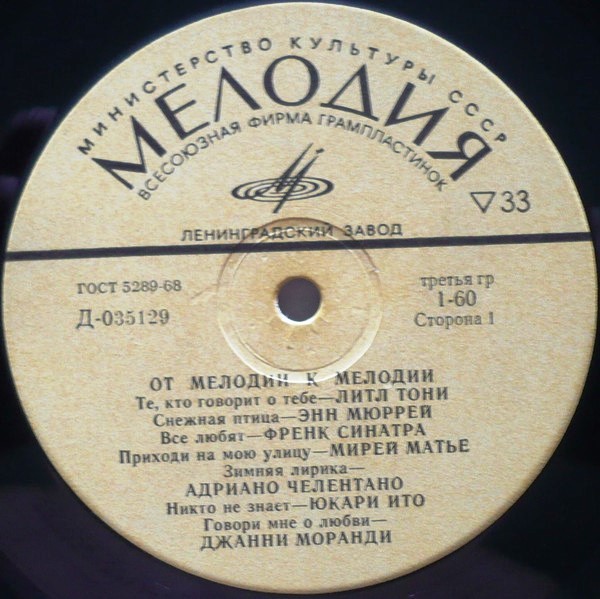 МИНИСТЕРСТВО КУЛЬТУРЫ СССР
МЕЛОДИЯ
ВСЕСОЮЗНАЯ ФИРМА ГРАМПЛАСТИНОК
▽33
ЛЕНИНГРАДСКИЙ ЗАВОД
ГОСТ 5289-68
третья гр
1-60
Д-035129
Сторона 1
ОТ МЕЛОДИИ К МЕЛОДИИ
Те, кто говорит о тебе—ЛИТЛ ТОНИ
Снежная птица—ЭНН МЮРРЕЙ
Все любят—ФРЕНК СИНАТРА
Приходи на мою улицу—МИРЕЙ МАТЬЕ
Зимняя лирика—
АДРИАНО ЧЕЛЕНТАНО
Никто не знает—ЮКАРИ ИТО
Говори мне о любви—
ДЖАННИ МОРАНДИ